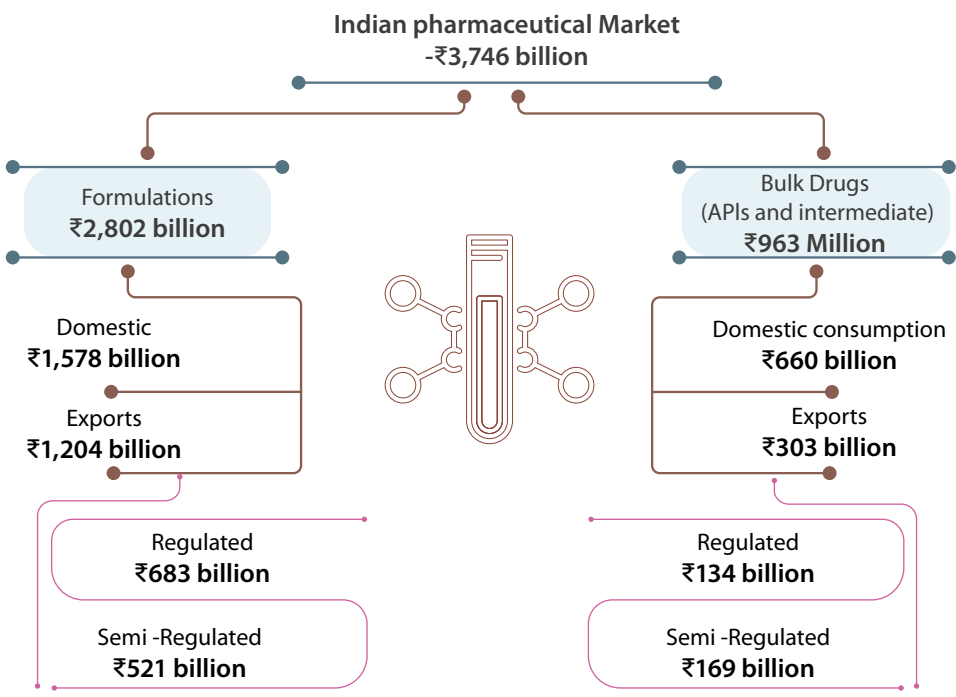 Indian pharmaceutical Market
-₹3,746 billion
Formulations
₹2,802 billion
Bulk Drugs
(APIs and intermediate)
₹963 Million
Domestic
₹1,578 billion
Exports
₹1,204 billion
Domestic consumption
₹660 billion
Exports
₹303 billion
Regulated
₹683 billion
Semi -Regulated
₹521 billion
Regulated
₹134 billion
Semi -Regulated
₹169 billion